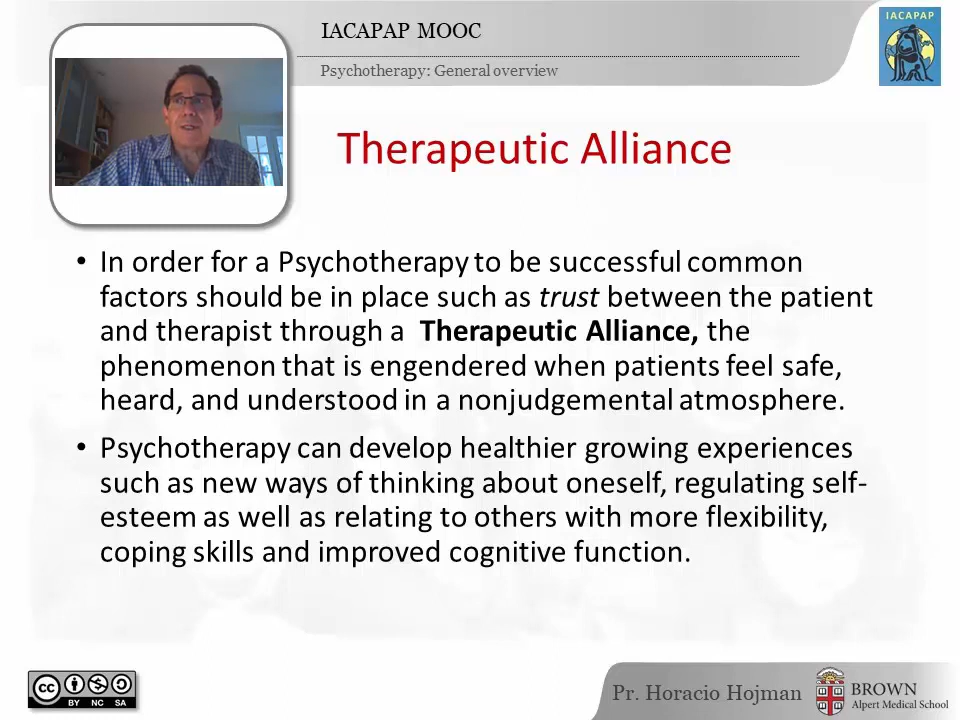 IACAPAP MOOC
Psychotherapy: General overview
IACAPAP
Therapeutic Alliance
• In order for a Psychotherapy to be successful common
factors should be in place such as trust between the patient
and therapist through a Therapeutic Alliance, the
phenomenon that is engendered when patients feel safe,
heard, and understood in a nonjudgemental atmosphere.
• Psychotherapy can develop healthier growing experiences
such as new ways of thinking about oneself, regulating self-
esteem as well as relating to others with more flexibility,
coping skills and improved cognitive function.
cc
BY NC SA
Pr. Horacio Hojman
BROWN
Alpert Medical School